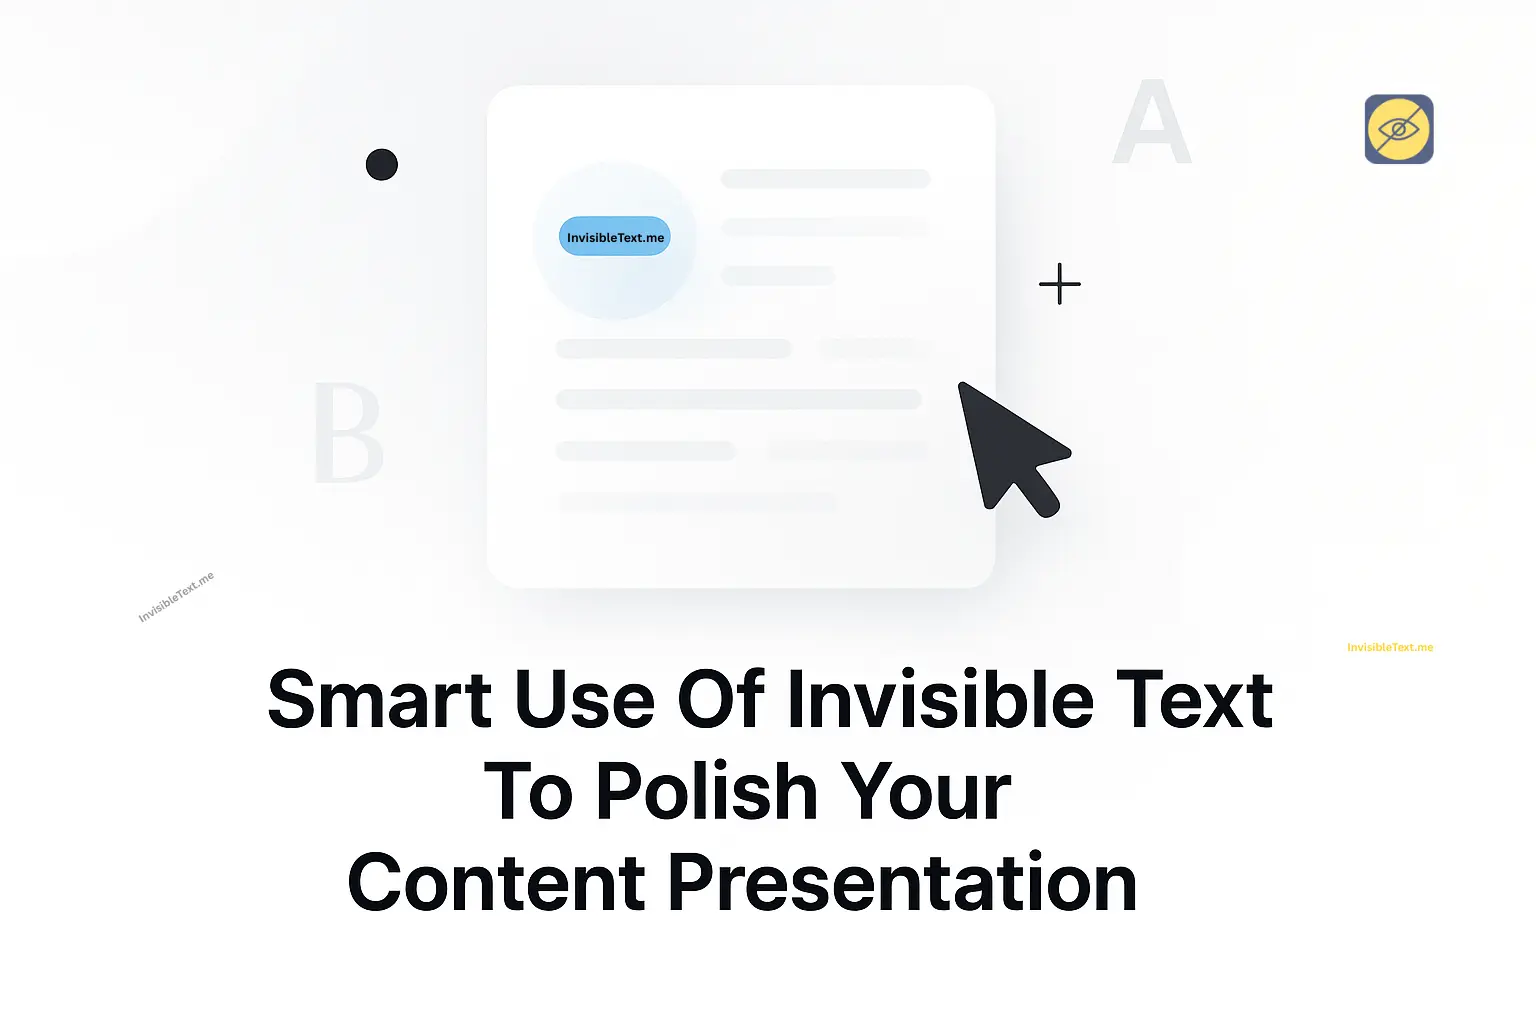 A
InvisibleText.me
B
InvisibleText.me
InvisibleText.me
Smart Use Of Invisible Text
To Polish Your
Content Presentation